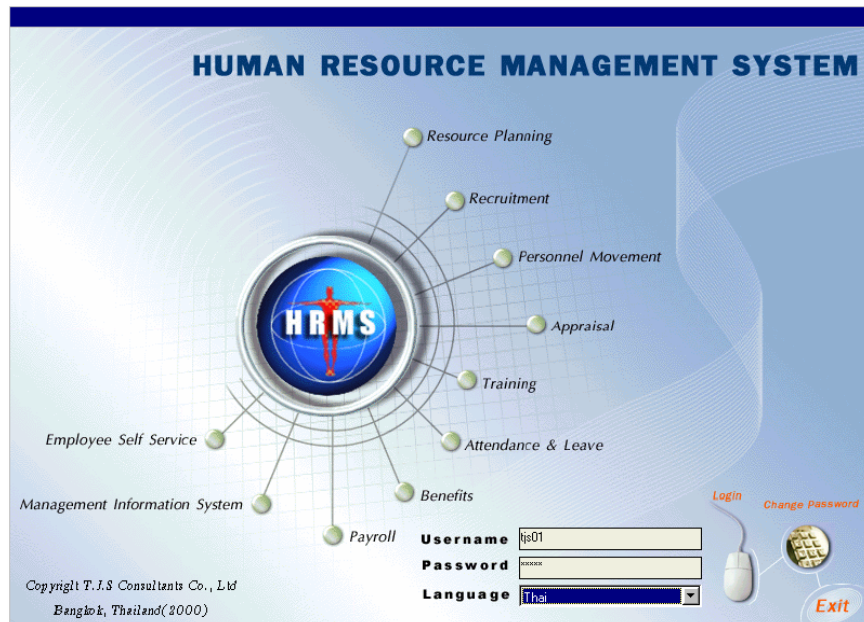 HUMAN RESOURCE MANAGEMENT SYSTEM
Resource Planning
Recruitment
Personnel Movement
HRMS
Appraisal
Training
Employee Self Service
Attendance & Leave
Management Information System
Benefits
Payroll
Login
Change Password
Username tjs01
Password xxxxx
Language Thai
Copyright T.J.S Consultants Co., Ltd
Bangkok, Thailand(2000)
Exit